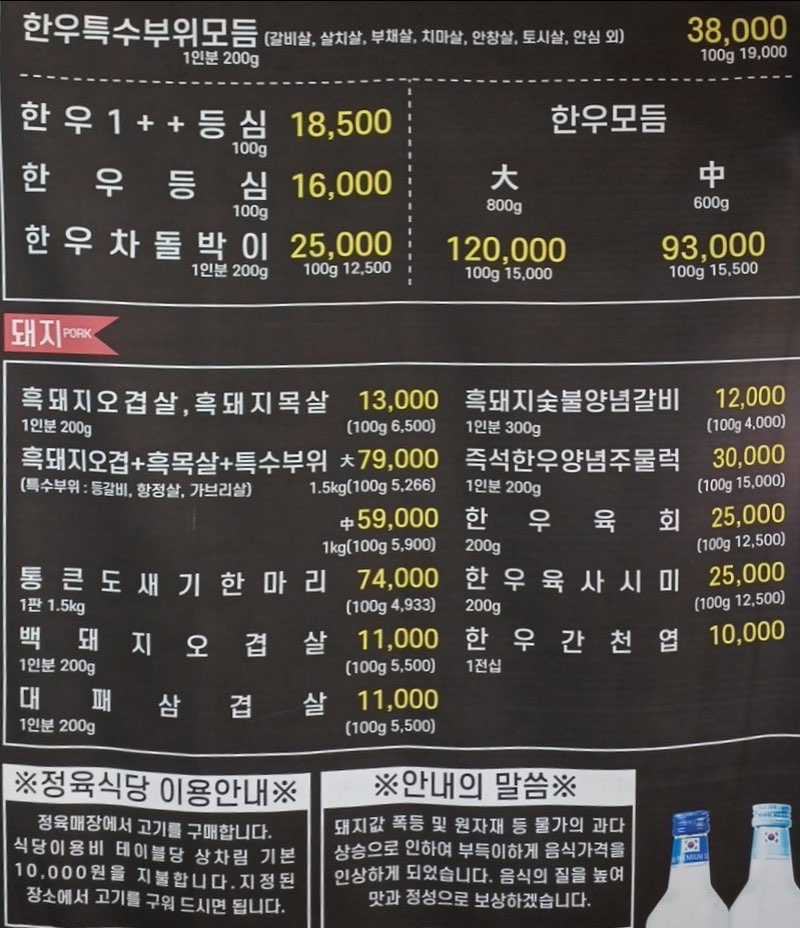 한우특수부위모듬 (갈비살, 살치살, 부채살, 치마살, 안창살, 토시살, 안심 외) 38,000
1인분 200g 100g 19,000
한우1++등심 18,500
100g
한우등심 16,000
100g
한우차돌박이 25,000
1인분 200g 100g 12,500
한우모듬
大 中
800g 600g
120,000 93,000
100g 15,000 100g 15,500
돼지 PORK
흑돼지오겹살,흑돼지목살 13,000
1인분 200g (100g 6,500)
흑돼지오겹+흑목살+특수부위 大79,000
(특수부위 : 등갈비, 항정살, 가브리살) 1.5kg(100g 5,266)
中59,000
1kg(100g 5,900)
통큰도새기한마리 74,000
1판 1.5kg (100g 4,933)
백돼지오겹살 11,000
1인분 200g (100g 5,500)
대패삼겹살 11,000
1인분 200g (100g 5,500)
흑돼지숯불양념갈비 12,000
1인분 300g (100g 4,000)
즉석한우양념주물럭 30,000
1인분 200g (100g 15,000)
한우육회 25,000
200g (100g 12,500)
한우육사시미 25,000
200g (100g 12,500)
한우간천엽 10,000
1전십
※정육식당 이용안내※
정육매장에서 고기를 구매합니다.
식당이용비 테이블당 상차림 기본
10,000원을 지불합니다.지정된
장소에서 고기를 구워 드시면 됩니다.
※안내의 말씀※
돼지값 폭등 및 원자재 등 물가의 과다
상승으로 인하여 부득이하게 음식가격을
인상하게 되었습니다. 음식의 질을 높여
맛과 정성으로 보상하겠습니다.